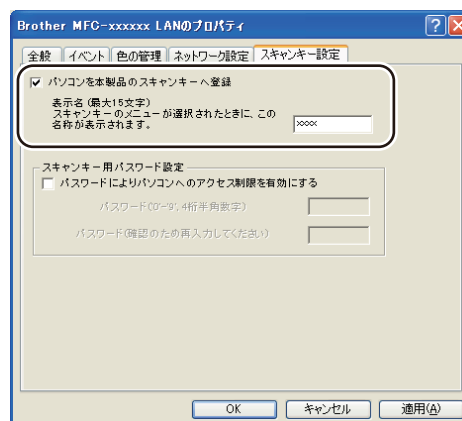 Brother MFC-xxxxxx LANのプロパティ
全般 イベント 色の管理 ネットワーク設定 スキャンキー設定
パソコンを本製品のスキャンキーへ登録
表示名(最大15文字)
スキャンキーのメニューが選択されたときに、この
名称が表示されます。
xxxx
スキャンキー用パスワード設定
パスワードによりパソコンへのアクセス制限を有効にする
パスワード('0'-'9', 4桁半角数字)
パスワード(確認のため再入力してください)
OK キャンセル 適用(A)